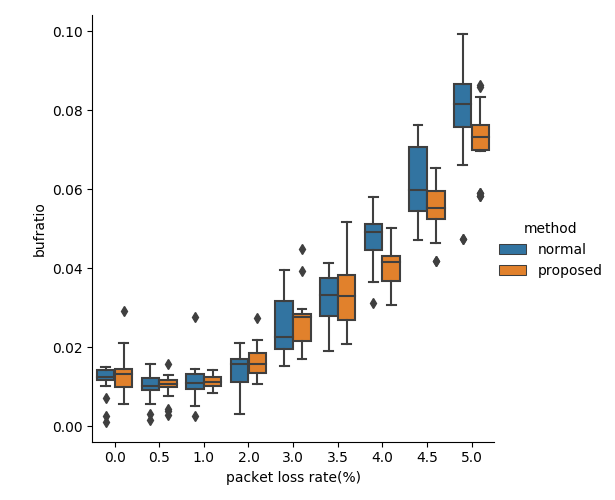 0.10
0.08
0.06
0.04
0.02
0.00
bufratio
0.0 0.5 1.0 2.0 3.0 3.5 4.0 4.5 5.0
packet loss rate(%)
method
normal
proposed